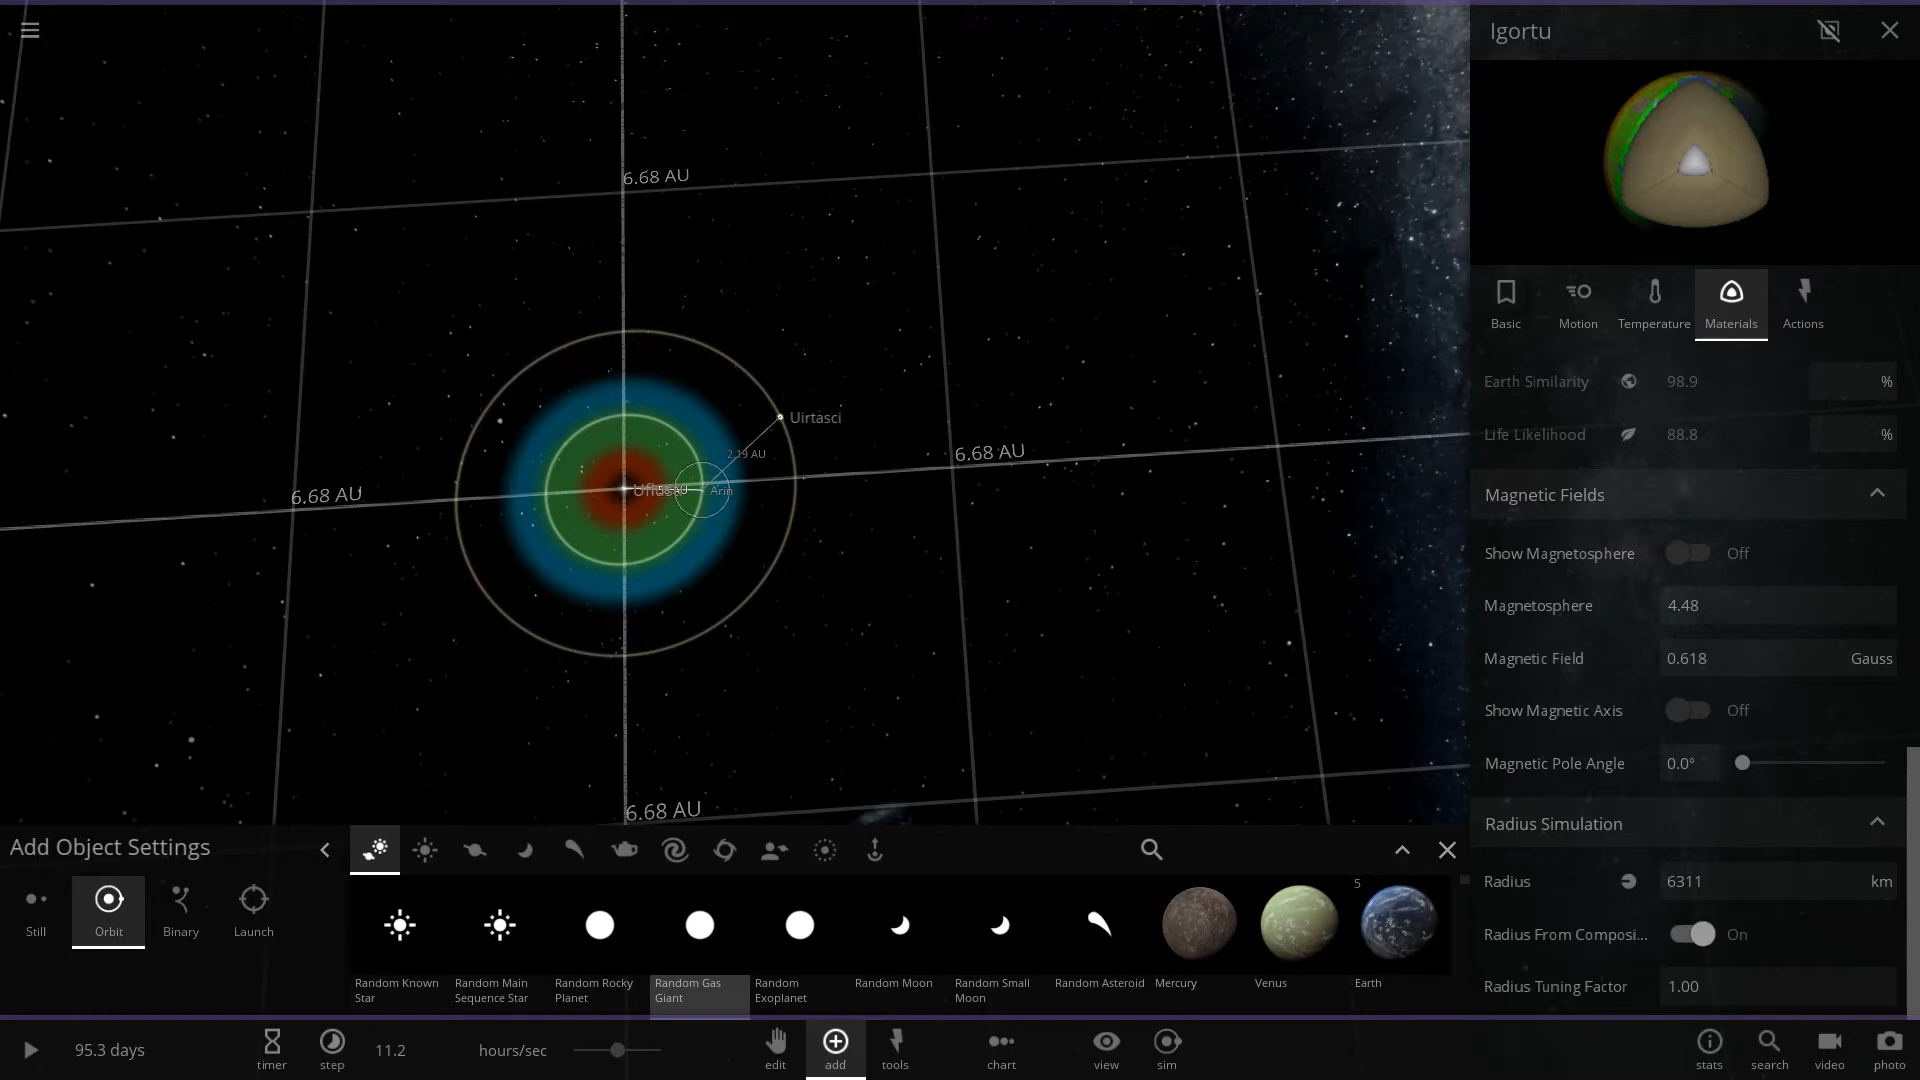 Igortu
6.68 AU
Uirtasci
2.19 AU
6.68 AU
6.68 AU
Arin
6.68 AU
Basic
Motion
Temperature
Materials
Actions
Earth Similarity 98.9 %
Life Likelihood 88.8 %
Magnetic Fields
Show Magnetosphere Off
Magnetosphere 4.48
Magnetic Field 0.618 Gauss
Show Magnetic Axis Off
Magnetic Pole Angle 0.0°
Radius Simulation
Radius 6311 km
Radius From Composi... On
Radius Tuning Factor 1.00
Add Object Settings
Still
Orbit
Binary
Launch
5
Random Known
Star
Random Main
Sequence Star
Random Rocky
Planet
Random Gas
Giant
Random
Exoplanet
Random Moon
Random Small
Moon
Random Asteroid
Mercury
Venus
Earth
95.3 days
timer
step
11.2
hours/sec
edit
add
tools
chart
view
sim
stats
search
video
photo